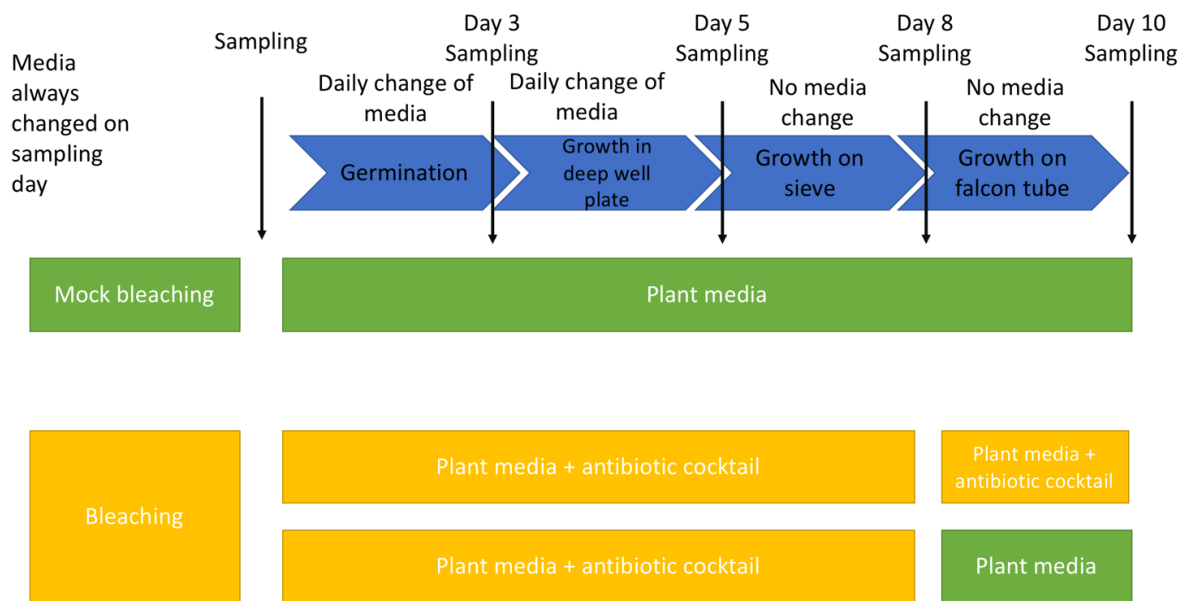 Media
always
changed on
sampling
day
Sampling
Day 3
Sampling
Day 5
Sampling
Day 8
Sampling
Day 10
Sampling
Daily change of
media
Daily change of
media
No media
change
No media
change
Germination
Growth in
deep well
plate
Growth on
sieve
Growth on
falcon tube
Mock bleaching
Plant media
Bleaching
Plant media + antibiotic cocktail
Plant media +
antibiotic cocktail
Plant media + antibiotic cocktail
Plant media